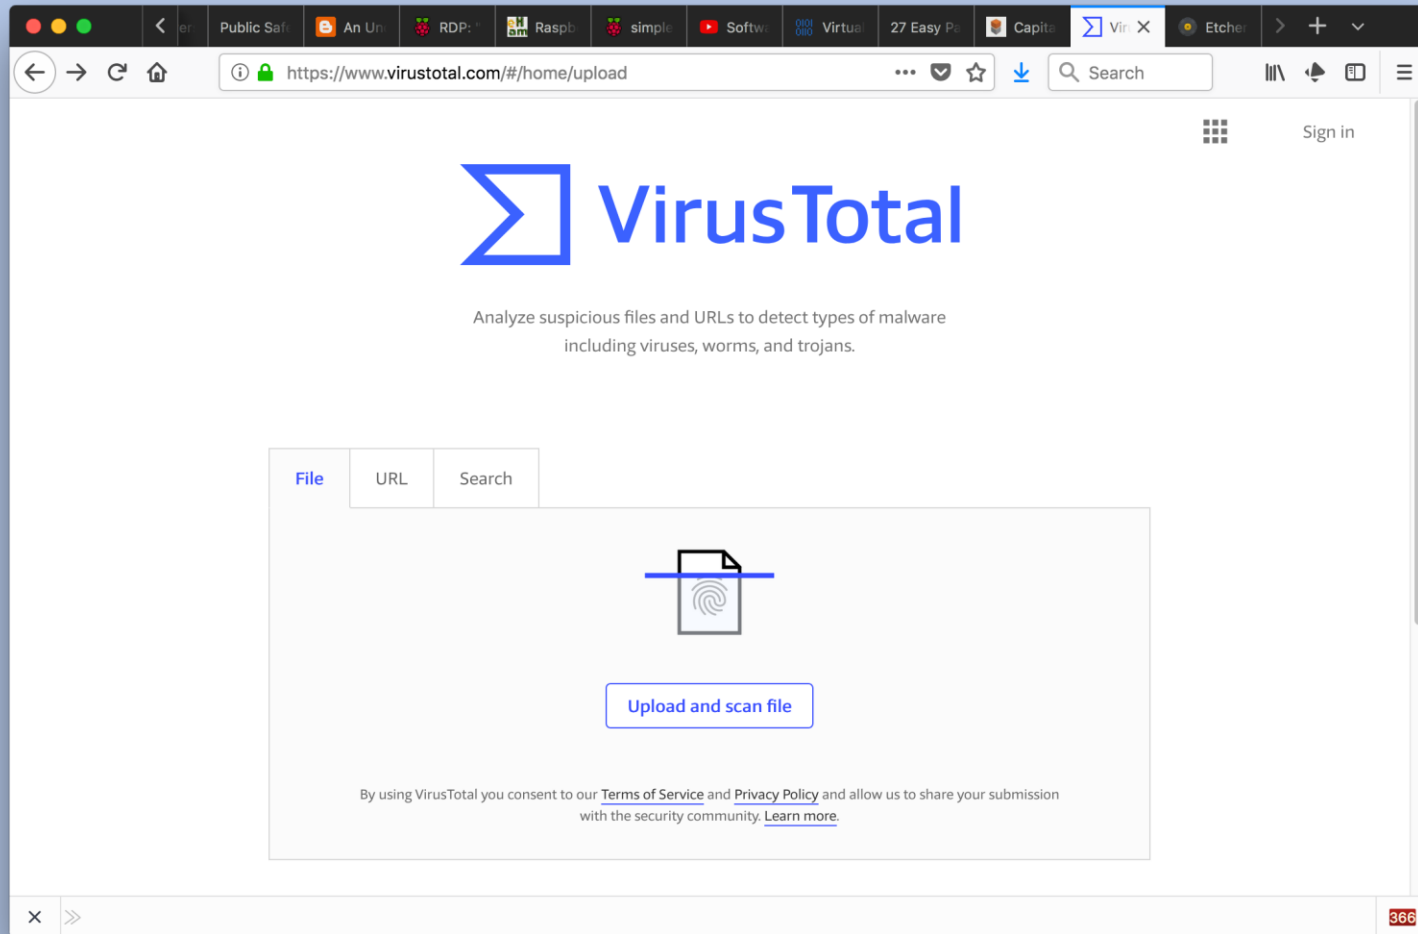 Public Saf
An Un
RDP: "
Raspb
simple
Softw
Virtual
27 Easy Pa
Capita
Vir
Etcher
https://www.virustotal.com/#/home/upload
Search
Sign in
VirusTotal
Analyze suspicious files and URLs to detect types of malware
including viruses, worms, and trojans.
File
URL
Search
Upload and scan file
By using VirusTotal you consent to our Terms of Service and Privacy Policy and allow us to share your submission
with the security community. Learn more.
366